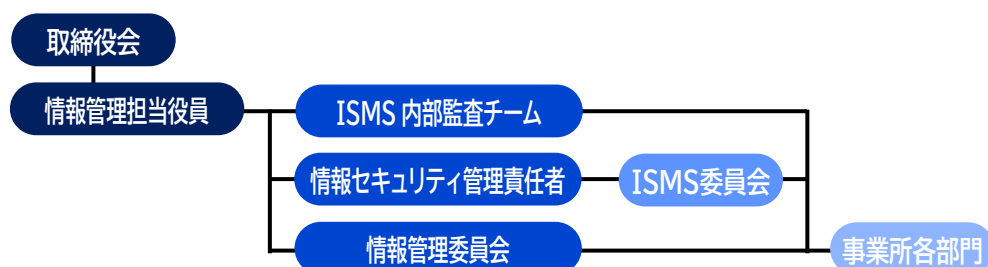 取締役会
情報管理担当役員
ISMS 内部監査チーム
情報セキュリティ管理責任者
ISMS委員会
情報管理委員会
事業所各部門